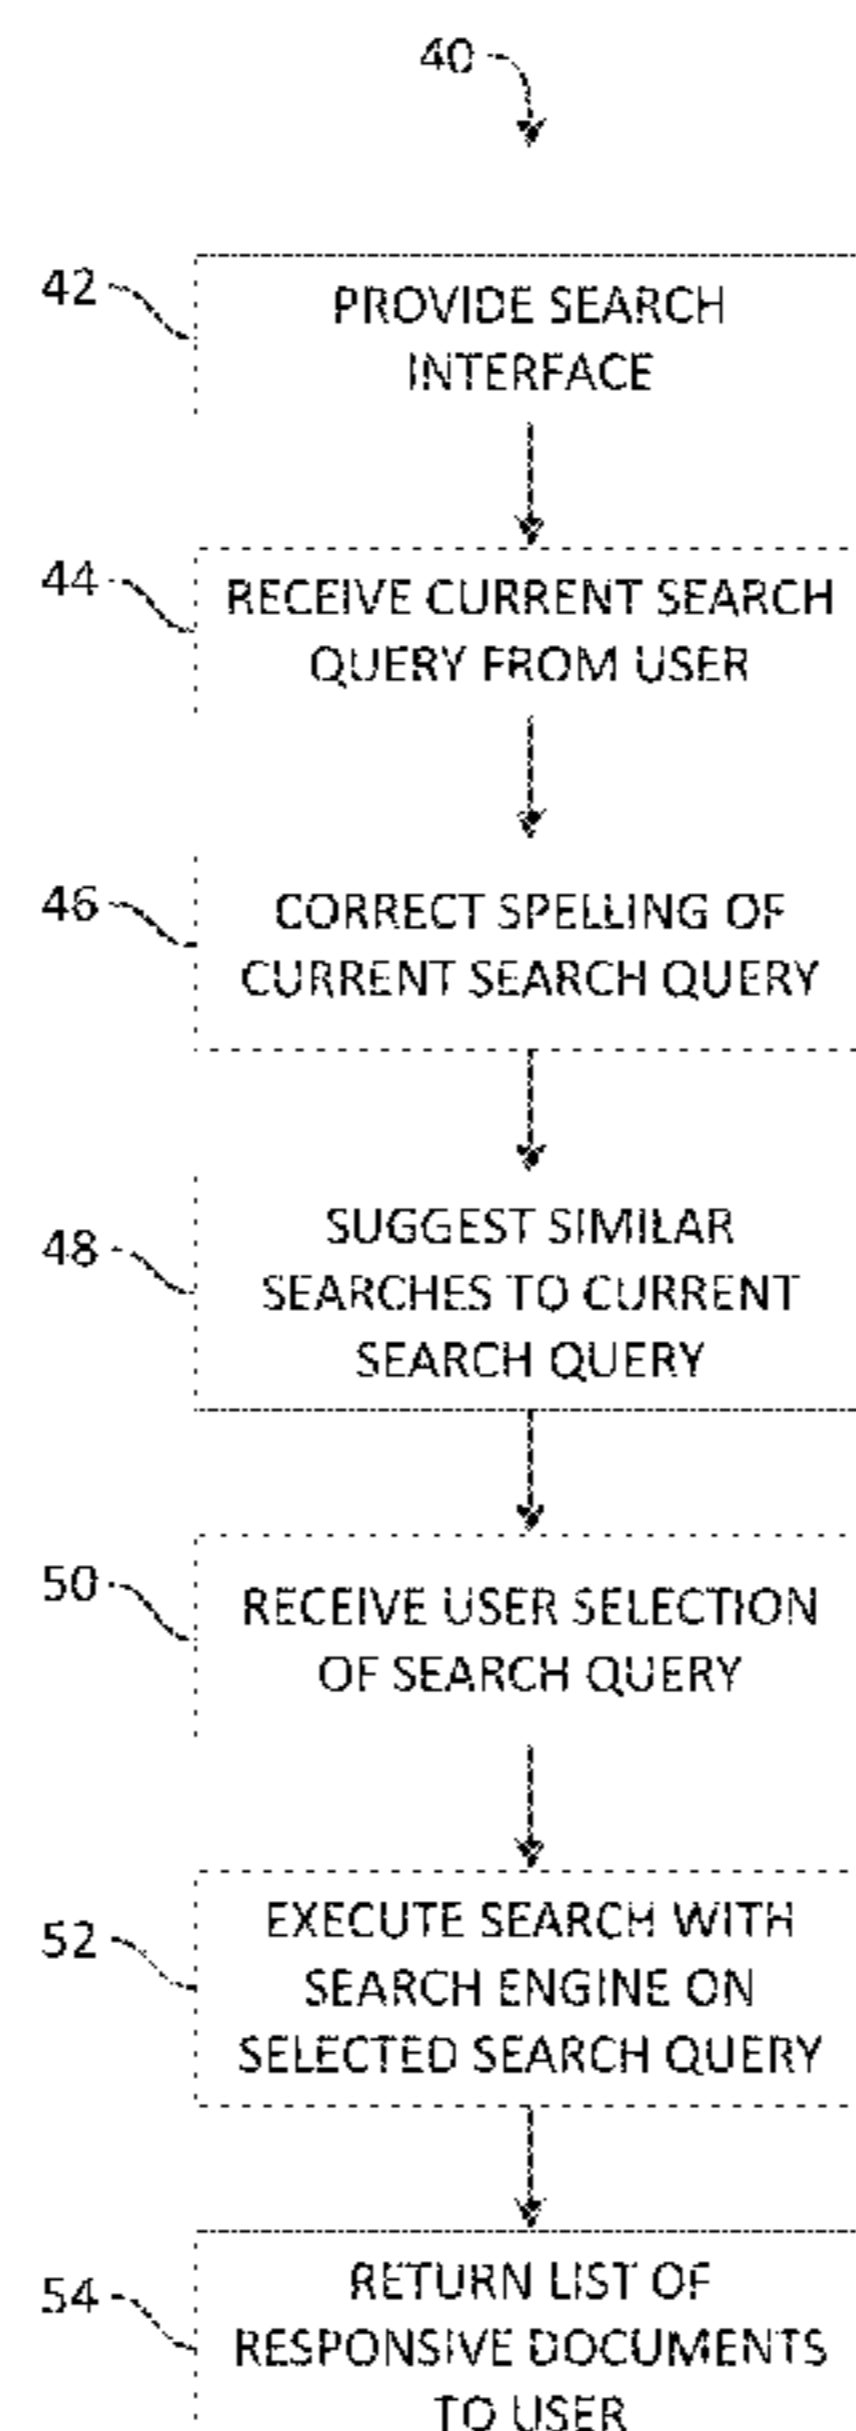 40
42
PROVIDE SEARCH
INTERFACE
44
RECEIVE CURRENT SEARCH
QUERY FROM USER
46
CORRECT SPELLING OF
CURRENT SEARCH QUERY
48
SUGGEST SIMILAR
SEARCHES TO CURRENT
SEARCH QUERY
50
RECEIVE USER SELECTION
OF SEARCH QUERY
52
EXECUTE SEARCH WITH
SEARCH ENGINE ON
SELECTED SEARCH QUERY
54
RETURN LIST OF
RESPONSIVE DOCUMENTS
TO USER